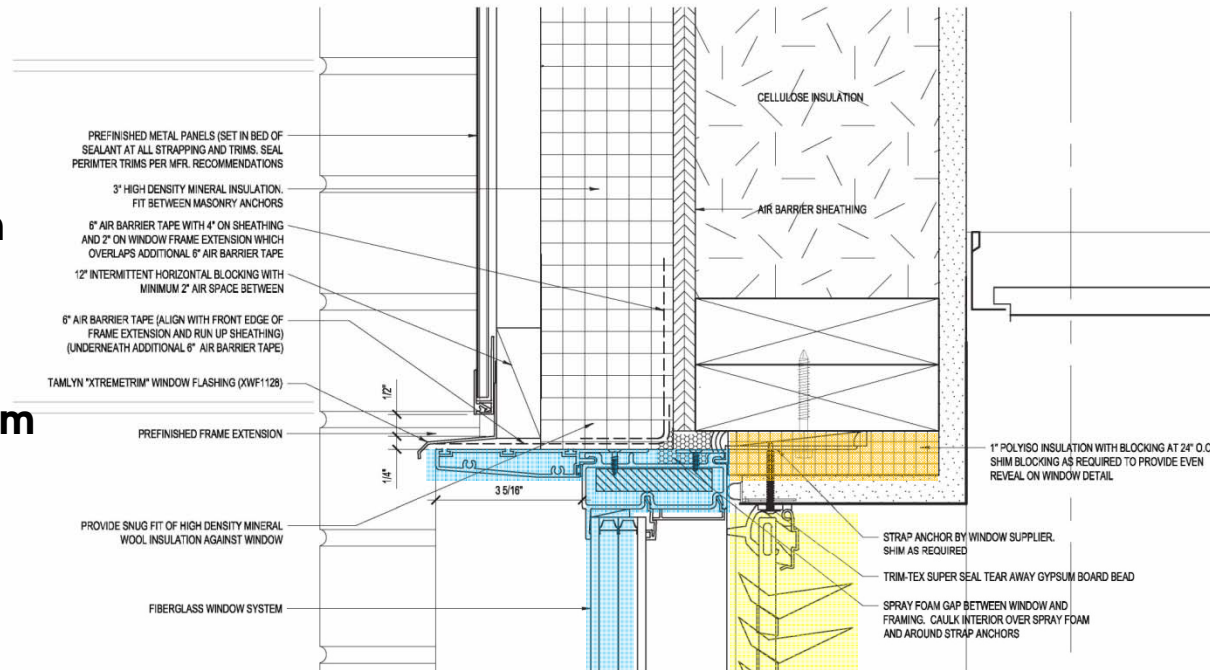 CELLULOSE INSULATION
PREFINISHED METAL PANELS (SET IN BED OF
SEALANT AT ALL STRAPPING AND TRIMS. SEAL
PERIMTER TRIMS PER MFR. RECOMMENDATIONS
3" HIGH DENSITY MINERAL INSULATION.
FIT BETWEEN MASONRY ANCHORS
AIR BARRIER SHEATHING
6" AIR BARRIER TAPE WITH 4" ON SHEATHING
AND 2" ON WINDOW FRAME EXTENSION WHICH
OVERLAPS ADDITIONAL 6" AIR BARRIER TAPE
12" INTERMITTENT HORIZONTAL BLOCKING WITH
MINIMUM 2" AIR SPACE BETWEEN
6" AIR BARRIER TAPE (ALIGN WITH FRONT EDGE OF
FRAME EXTENSION AND RUN UP SHEATHING)
(UNDERNEATH ADDITIONAL 6" AIR BARRIER TAPE)
TAMLYN "XTREMETRIM" WINDOW FLASHING (XWF1128)
1/2"
m
PREFINISHED FRAME EXTENSION
1/4"
3 5/16"
1" POLYISO INSULATION WITH BLOCKING AT 24" O.C
SHIM BLOCKING AS REQUIRED TO PROVIDE EVEN
REVEAL ON WINDOW DETAIL
PROVIDE SNUG FIT OF HIGH DENSITY MINERAL
WOOL INSULATION AGAINST WINDOW
STRAP ANCHOR BY WINDOW SUPPLIER.
SHIM AS REQUIRED
TRIM-TEX SUPER SEAL TEAR AWAY GYPSUM BOARD BEAD
FIBERGLASS WINDOW SYSTEM
SPRAY FOAM GAP BETWEEN WINDOW AND
FRAMING. CAULK INTERIOR OVER SPRAY FOAM
AND AROUND STRAP ANCHORS